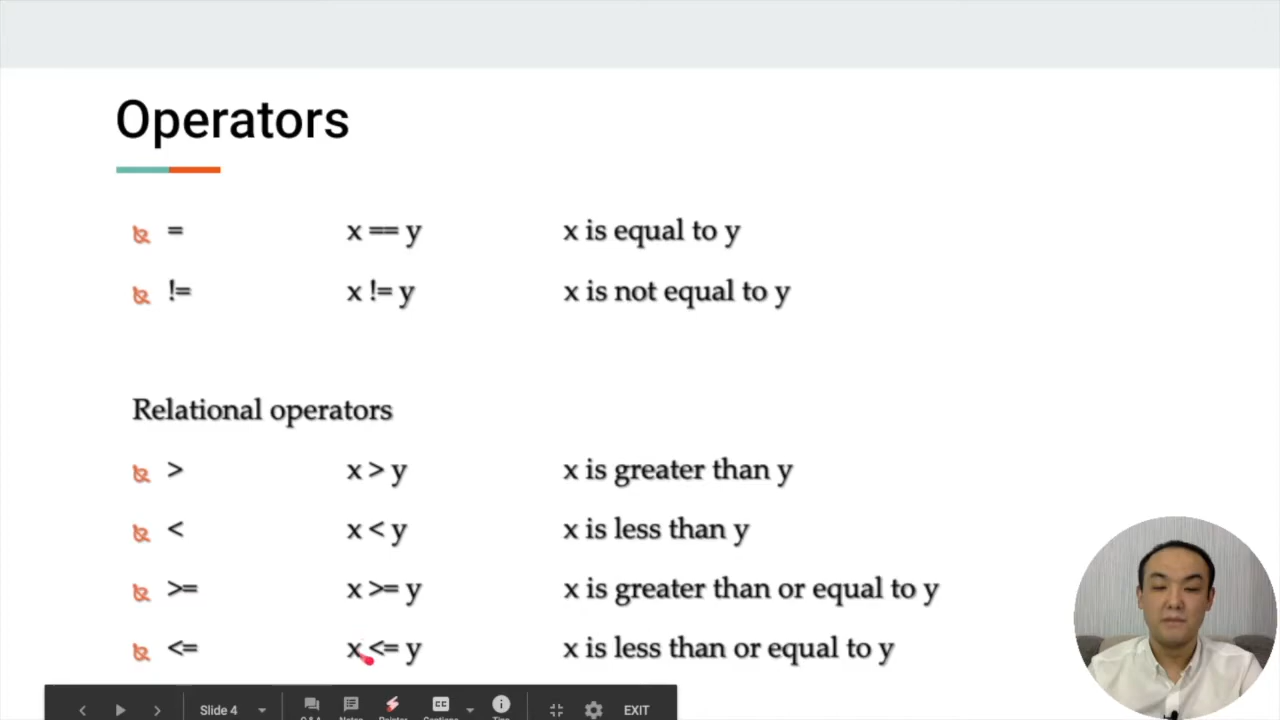 Operators
= x == y x is equal to y
!= x != y x is not equal to y
Relational operators
> x > y x is greater than y
< x < y x is less than y
>= x >= y x is greater than or equal to y
<= x <= y x is less than or equal to y
Slide 4 EXIT
CC